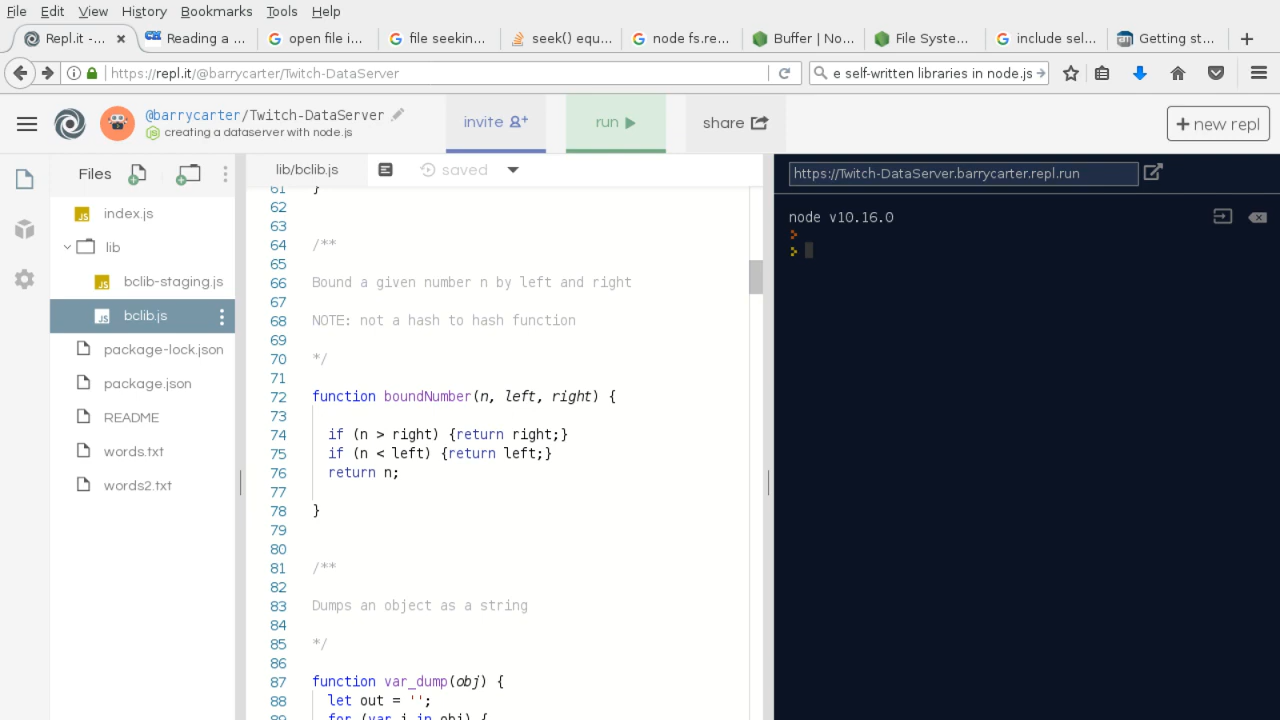 File Edit View History Bookmarks Tools Help
Repl.it -... Reading a ... open file i... file seekin... seek() equ... node fs.re... Buffer | No... File Syste... include sel... Getting st...
https://repl.it/@barrycarter/Twitch-DataServer e self-written libraries in node.js
@barrycarter/Twitch-DataServer
creating a dataserver with node.js
invite run share + new repl
Files
index.js
lib
bclib-staging.js
bclib.js
package-lock.json
package.json
README
words.txt
words2.txt
lib/bclib.js saved
61 }
62
63
64 /**
65
66 Bound a given number n by left and right
67
68 NOTE: not a hash to hash function
69
70 */
71
72 function boundNumber(n, left, right) {
73
74 if (n > right) {return right;}
75 if (n < left) {return left;}
76 return n;
77
78 }
79
80
81 /**
82
83 Dumps an object as a string
84
85 */
86
87 function var_dump(obj) {
88 let out = '';
89 for (var i in obj) {
https://Twitch-DataServer.barrycarter.repl.run
node v10.16.0
>
>